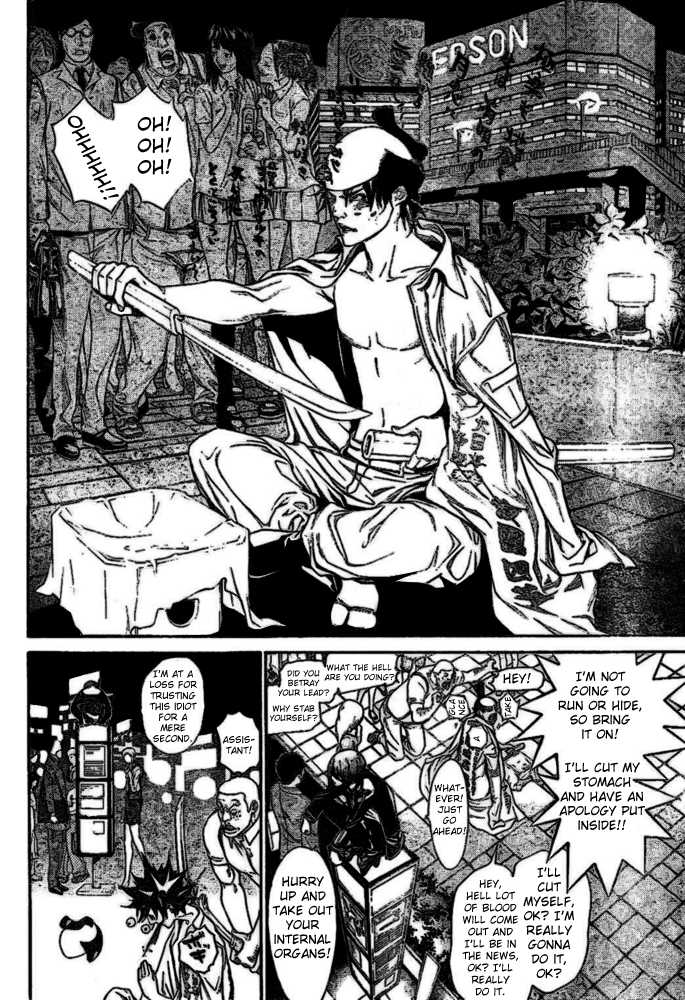 EPSON
OH!
OH!
OH!
OHHHHH!!
I'M NOT
GOING TO
RUN OR HIDE,
SO BRING
IT ON!
I'LL CUT MY
STOMACH
AND HAVE AN
APOLOGY PUT
INSIDE!!
HEY!
TAKE
A
GLA
NCE
WHAT THE HELL
ARE YOU DOING?
DID YOU
BETRAY
YOUR LEAD?
WHY STAB
YOURSELF?
WHAT-
EVER!
JUST
GO
AHEAD!
I'LL
CUT
MYSELF,
OK? I'M
REALLY
GONNA
DO IT,
OK?
HEY,
HELL LOT
OF BLOOD
WILL COME
OUT AND
I'LL BE IN
THE NEWS,
OK? I'LL
REALLY
DO IT.
HURRY
UP AND
TAKE OUT
YOUR
INTERNAL
ORGANS!
I'M AT A
LOSS FOR
TRUSTING
THIS IDIOT
FOR A
MERE
SECOND.
ASSIS-
TANT!